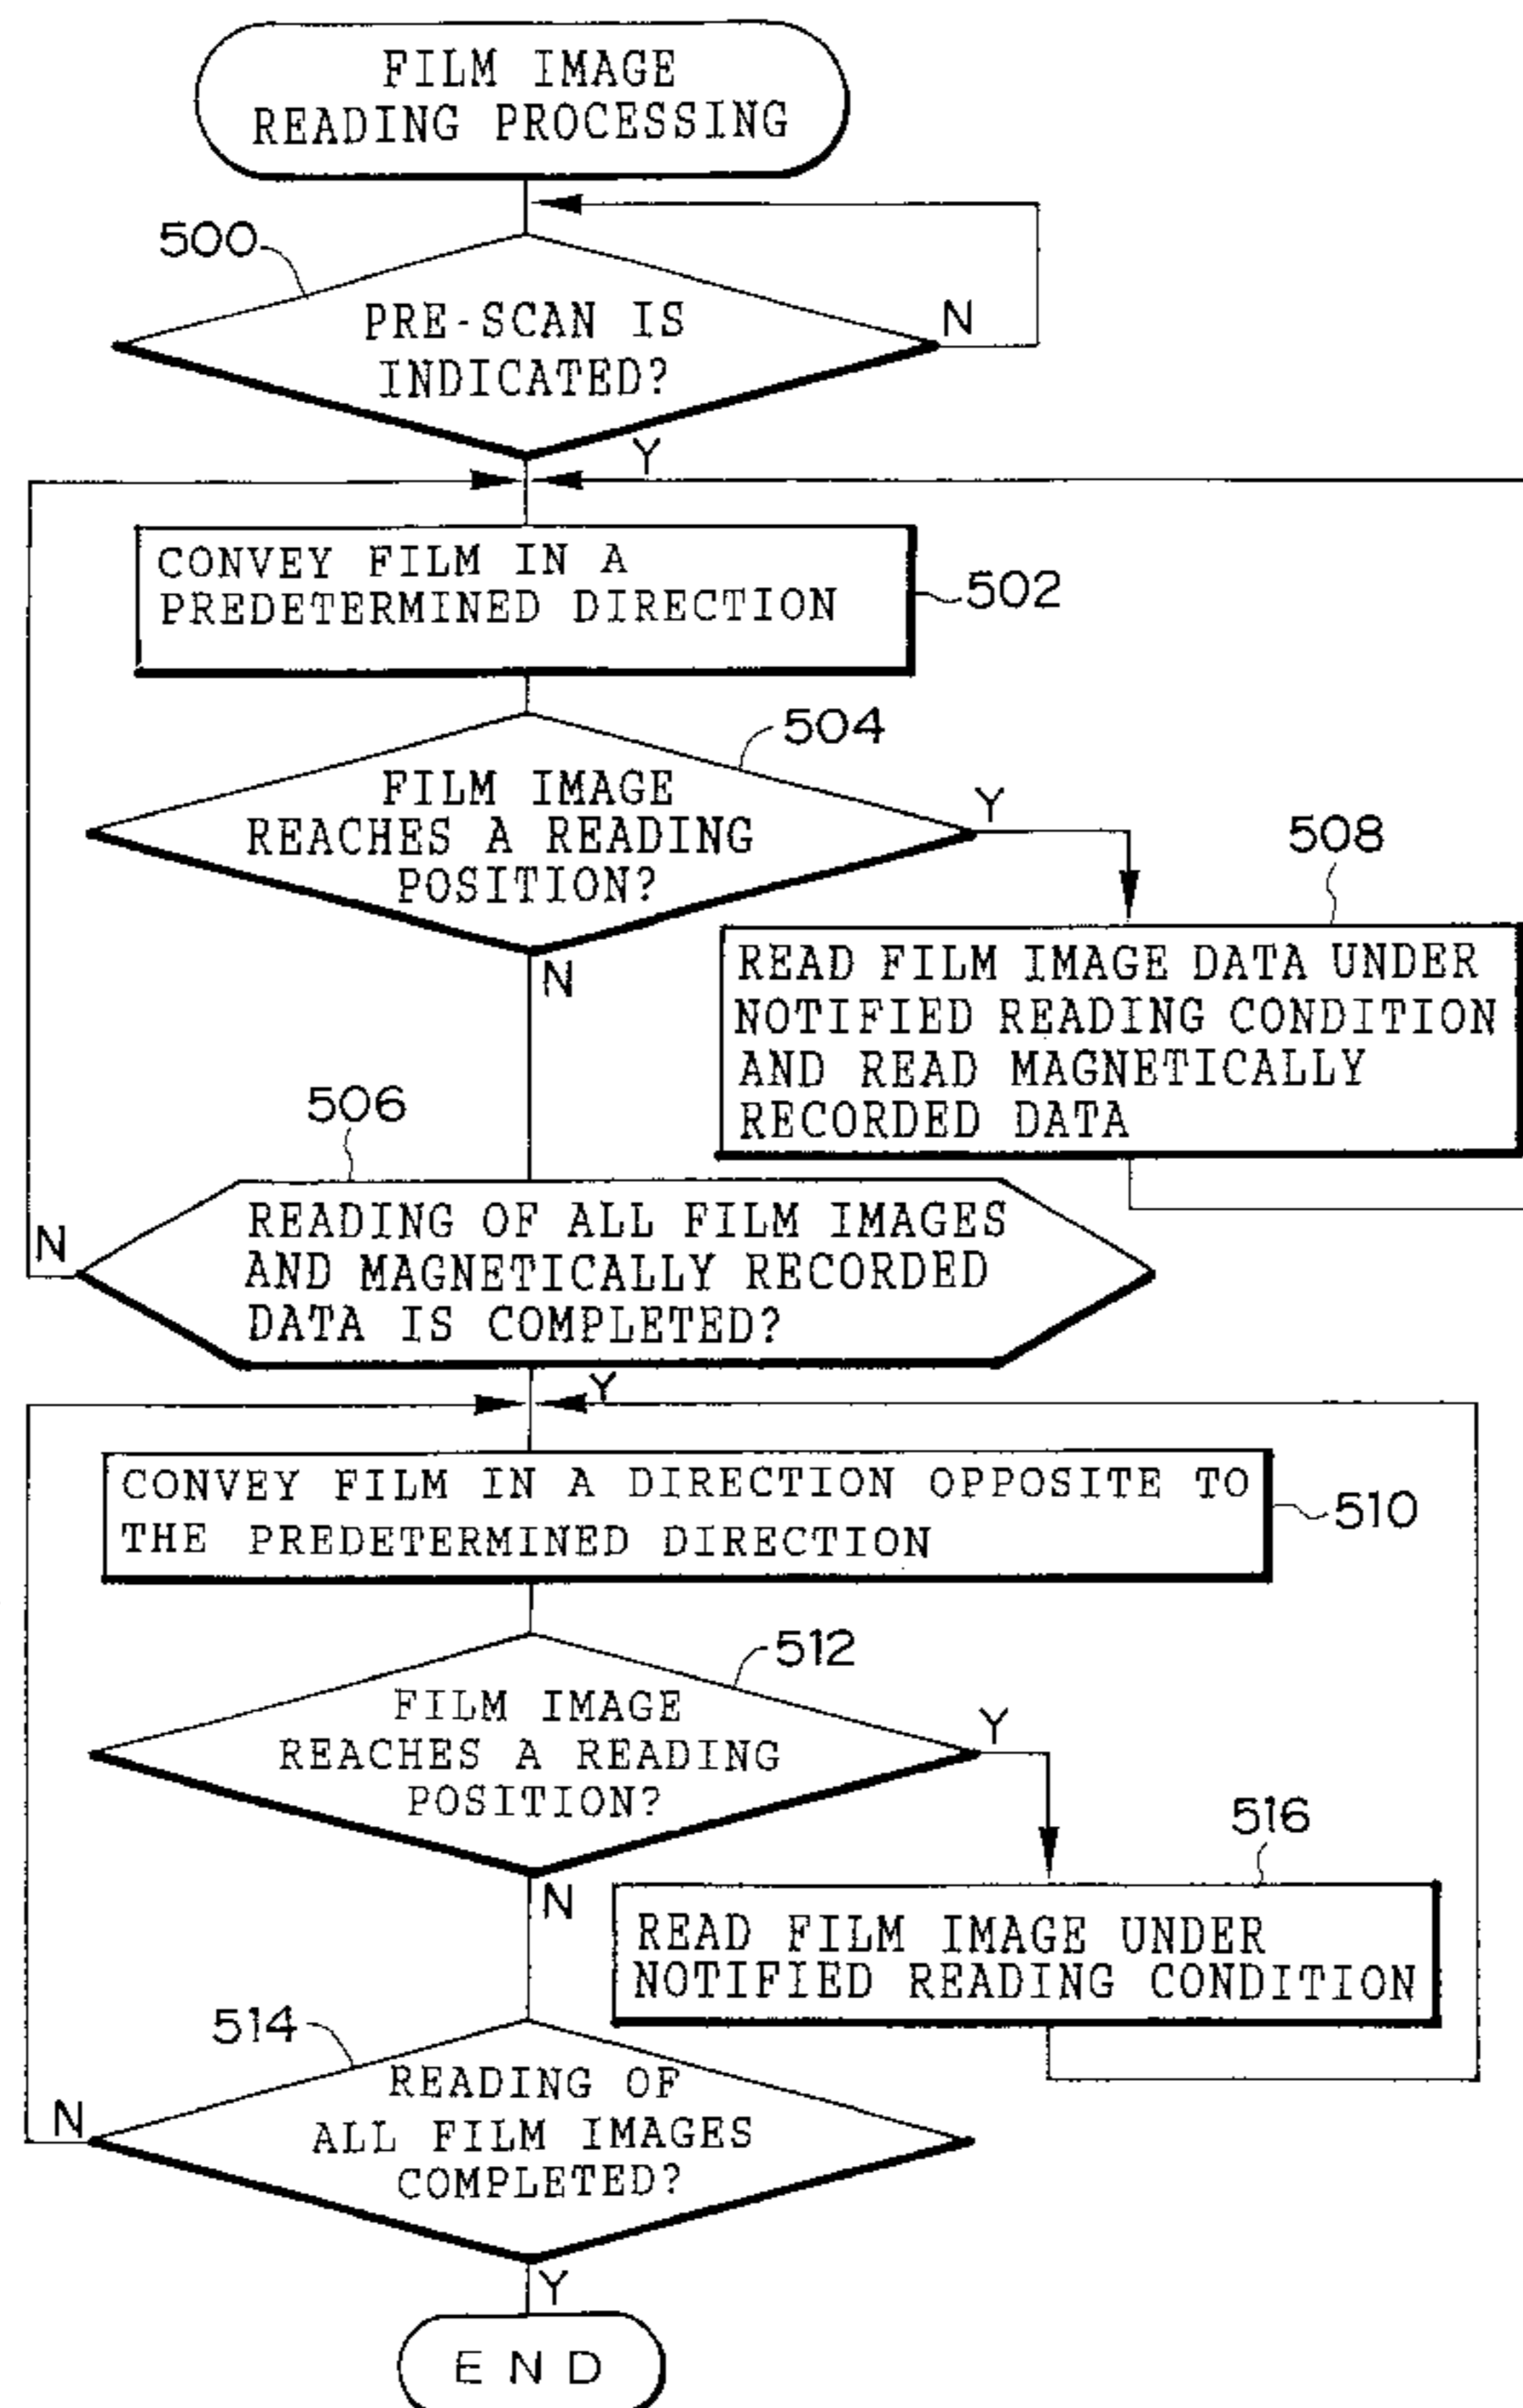 FILM IMAGE
READING PROCESSING
500
PRE-SCAN IS
INDICATED?
N
Y
CONVEY FILM IN A
PREDETERMINED DIRECTION
502
504
FILM IMAGE
REACHES A READING
POSITION?
Y
N
508
READ FILM IMAGE DATA UNDER
NOTIFIED READING CONDITION
AND READ MAGNETICALLY
RECORDED DATA
506
READING OF ALL FILM IMAGES
AND MAGNETICALLY RECORDED
DATA IS COMPLETED?
N
Y
CONVEY FILM IN A DIRECTION OPPOSITE TO
THE PREDETERMINED DIRECTION
510
512
FILM IMAGE
REACHES A READING
POSITION?
Y
N
516
READ FILM IMAGE UNDER
NOTIFIED READING CONDITION
514
READING OF
ALL FILM IMAGES
COMPLETED?
N
Y
END